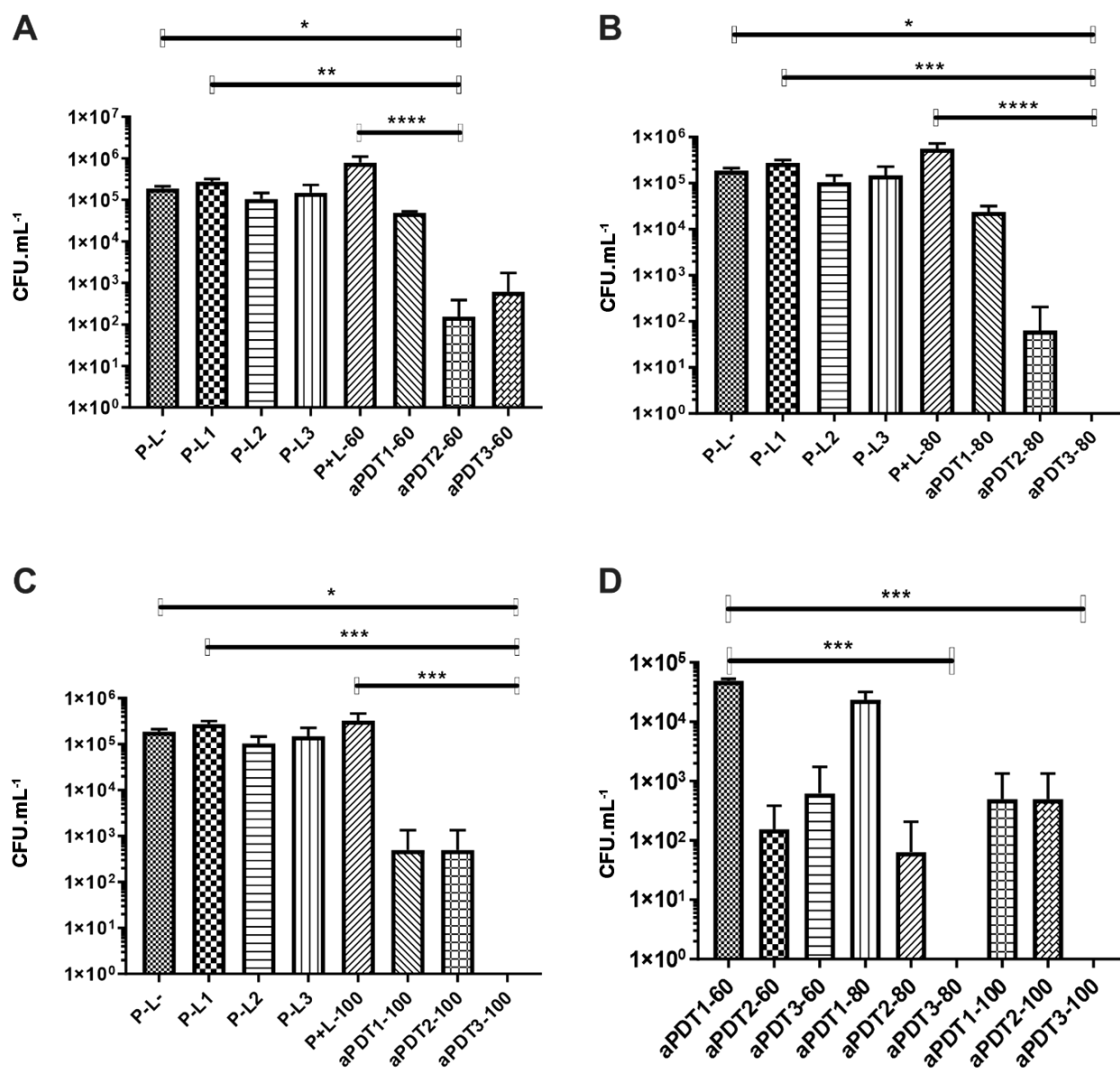 A
*
**
****
CFU.mL⁻¹
1×10⁷
1×10⁶
1×10⁵
1×10⁴
1×10³
1×10²
1×10¹
1×10⁰
P-L-
P-L1
P-L2
P-L3
P+L-60
aPDT1-60
aPDT2-60
aPDT3-60
B
*
***
****
CFU.mL⁻¹
1×10⁶
1×10⁵
1×10⁴
1×10³
1×10²
1×10¹
1×10⁰
P-L-
P-L1
P-L2
P-L3
P+L-80
aPDT1-80
aPDT2-80
aPDT3-80
C
*
***
***
CFU.mL⁻¹
1×10⁶
1×10⁵
1×10⁴
1×10³
1×10²
1×10¹
1×10⁰
P-L-
P-L1
P-L2
P-L3
P+L-100
aPDT1-100
aPDT2-100
aPDT3-100
D
***
***
CFU.mL⁻¹
1×10⁵
1×10⁴
1×10³
1×10²
1×10¹
1×10⁰
aPDT1-60
aPDT2-60
aPDT3-60
aPDT1-80
aPDT2-80
aPDT3-80
aPDT1-100
aPDT2-100
aPDT3-100